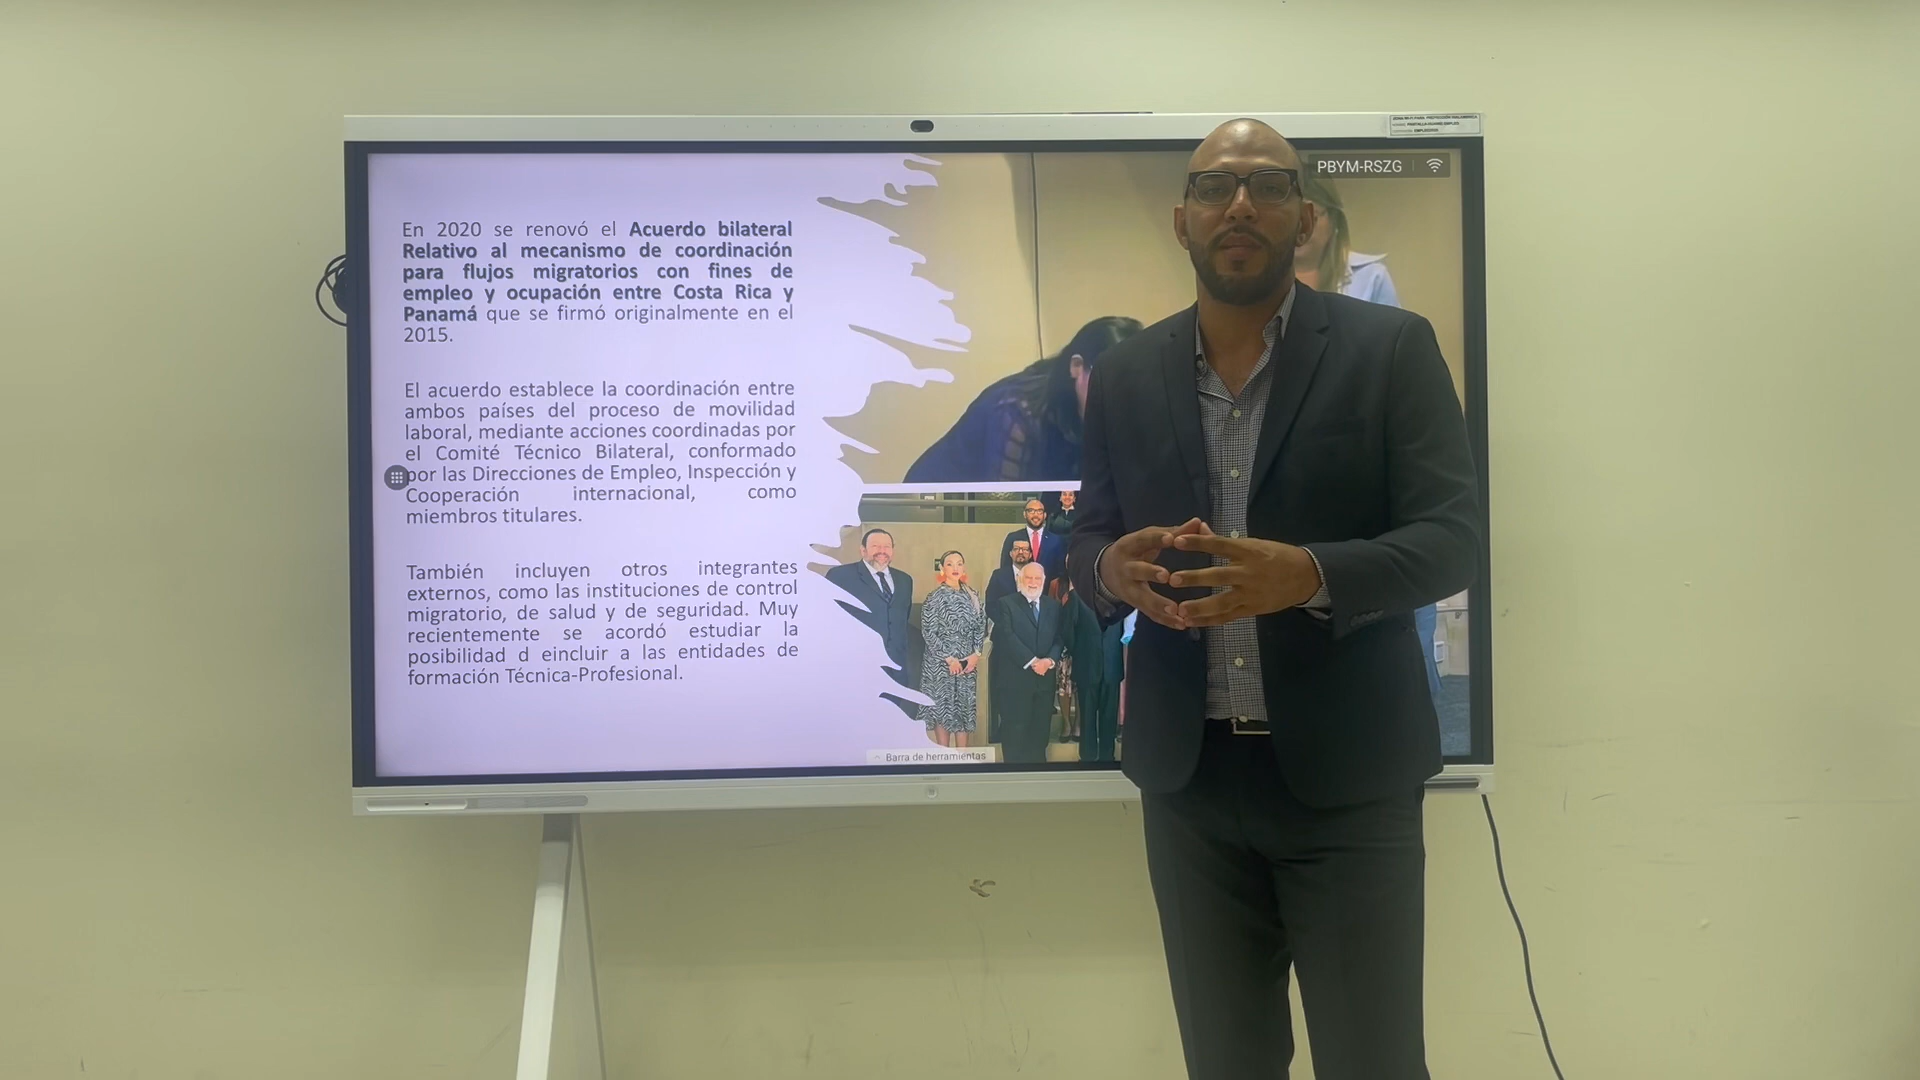 PBYM-RSZG
En 2020 se renovó el Acuerdo bilateral
Relativo al mecanismo de coordinación
para flujos migratorios con fines de
empleo y ocupación entre Costa Rica y
Panamá que se firmó originalmente en el
2015.
El acuerdo establece la coordinación entre
ambos países del proceso de movilidad
laboral, mediante acciones coordinadas por
el Comité Técnico Bilateral, conformado
por las Direcciones de Empleo, Inspección y
Cooperación internacional, como
miembros titulares.
También incluyen otros integrantes
externos, como las instituciones de control
migratorio, de salud y de seguridad. Muy
recientemente se acordó estudiar la
posibilidad d eincluir a las entidades de
formación Técnica-Profesional.
Barra de herramientas